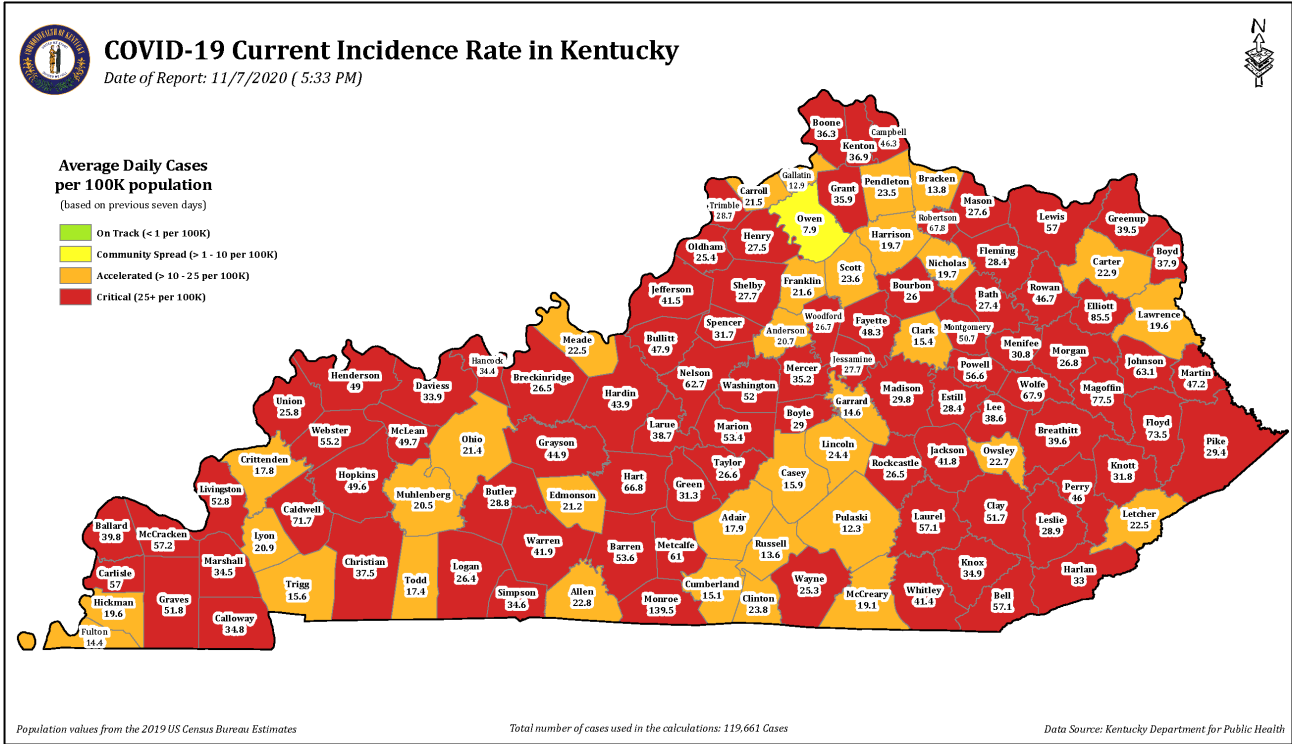 COVID-19 Current Incidence Rate in Kentucky
Date of Report: 11/7/2020 ( 5:33 PM)
N
Average Daily Cases
per 100K population
(based on previous seven days)
On Track (< 1 per 100K)
Community Spread (> 1 - 10 per 100K)
Accelerated (> 10 - 25 per 100K)
Critical (25+ per 100K)
Boone
36.3
Kenton
36.9
Campbell
46.3
Gallatin
12.9
Carroll
21.5
Grant
35.9
Pendleton
23.5
Bracken
13.8
Trimble
28.7
Owen
7.9
Robertson
67.8
Mason
27.6
Lewis
57
Greenup
39.5
Oldham
25.4
Henry
27.5
Harrison
19.7
Nicholas
19.7
Fleming
28.4
Carter
22.9
Boyd
37.9
Jefferson
41.5
Shelby
27.7
Franklin
21.6
Scott
23.6
Bourbon
26
Bath
27.4
Rowan
46.7
Elliott
85.5
Lawrence
19.6
Meade
22.5
Bullitt
47.9
Spencer
31.7
Anderson
20.7
Woodford
26.7
Fayette
48.3
Clark
15.4
Montgomery
50.7
Menifee
30.8
Morgan
26.8
Johnson
63.1
Martin
47.2
Hancock
34.4
Breckinridge
26.5
Hardin
43.9
Nelson
62.7
Washington
52
Mercer
35.2
Jessamine
27.7
Madison
29.8
Powell
56.6
Estill
28.4
Wolfe
67.9
Magoffin
77.5
Henderson
49
Daviess
33.9
Union
25.8
Webster
55.2
McLean
49.7
Ohio
21.4
Grayson
44.9
Larue
38.7
Marion
53.4
Boyle
29
Garrard
14.6
Lincoln
24.4
Lee
38.6
Breathitt
39.6
Floyd
73.5
Pike
29.4
Crittenden
17.8
Livingston
52.8
Hopkins
49.6
Muhlenberg
20.5
Butler
28.8
Edmonson
21.2
Hart
66.8
Green
31.3
Taylor
26.6
Casey
15.9
Rockcastle
26.5
Jackson
41.8
Owsley
22.7
Perry
46
Knott
31.8
Letcher
22.5
Ballard
39.8
McCracken
57.2
Caldwell
71.7
Lyon
20.9
Marshall
34.5
Christian
37.5
Todd
17.4
Logan
26.4
Warren
41.9
Barren
53.6
Metcalfe
61
Adair
17.9
Russell
13.6
Pulaski
12.3
Laurel
57.1
Clay
51.7
Leslie
28.9
Carlisle
57
Hickman
19.6
Fulton
14.4
Graves
51.8
Calloway
34.8
Trigg
15.6
Simpson
34.6
Allen
22.8
Monroe
139.5
Cumberland
15.1
Clinton
23.8
Wayne
25.3
McCreary
19.1
Whitley
41.4
Knox
34.9
Bell
57.1
Harlan
33
Population values from the 2019 US Census Bureau Estimates
Total number of cases used in the calculations: 119,661 Cases
Data Source: Kentucky Department for Public Health